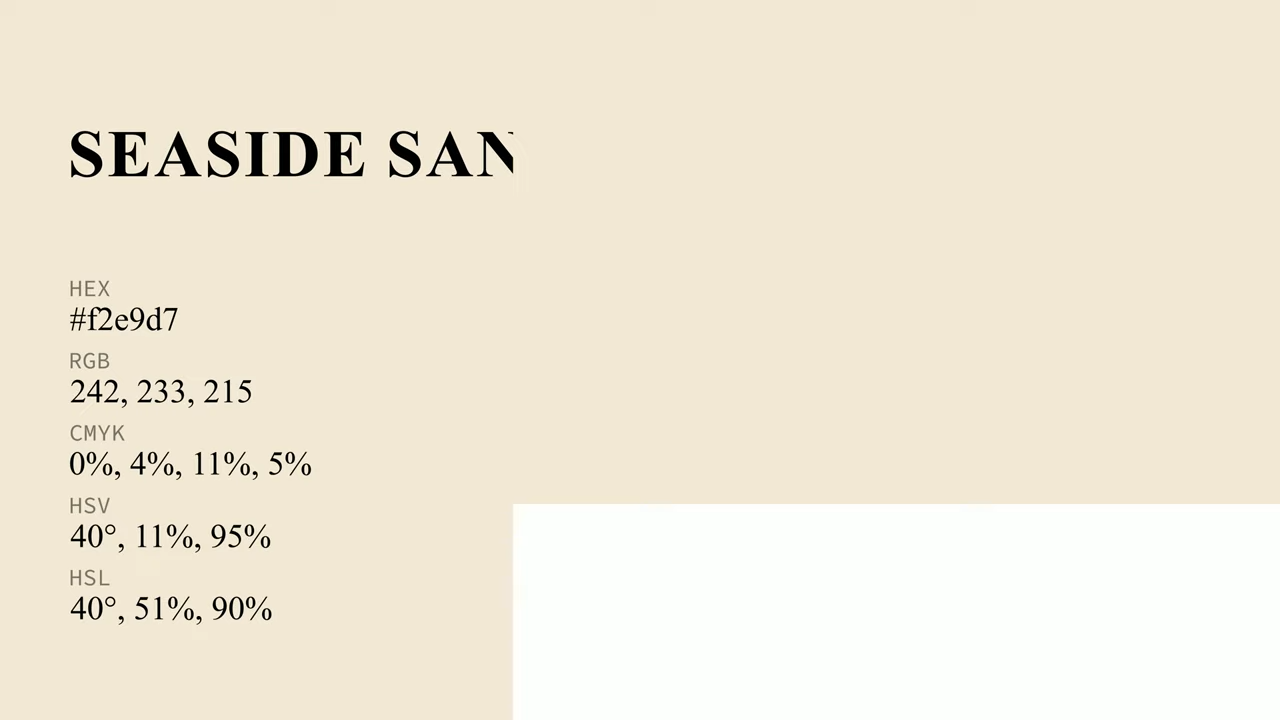 SEASIDE SAN
HEX
#f2e9d7
RGB
242, 233, 215
CMYK
0%, 4%, 11%, 5%
HSV
40°, 11%, 95%
HSL
40°, 51%, 90%